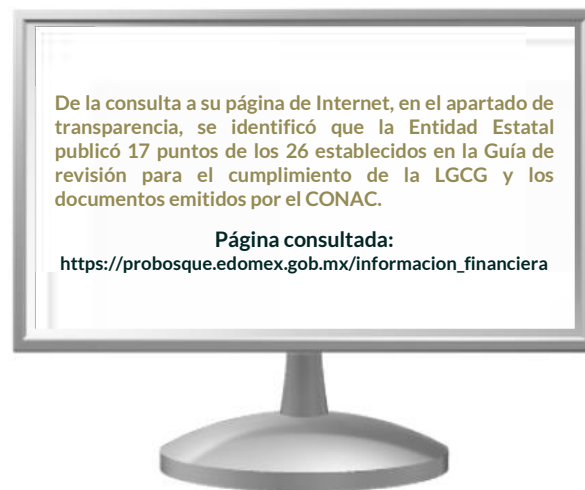 De la consulta a su página de Internet, en el apartado de
transparencia, se identificó que la Entidad Estatal
publicó 17 puntos de los 26 establecidos en la Guía de
revisión para el cumplimiento de la LGCG y los
documentos emitidos por el CONAC.
Página consultada:
https://probosque.edomex.gob.mx/informacion_financiera